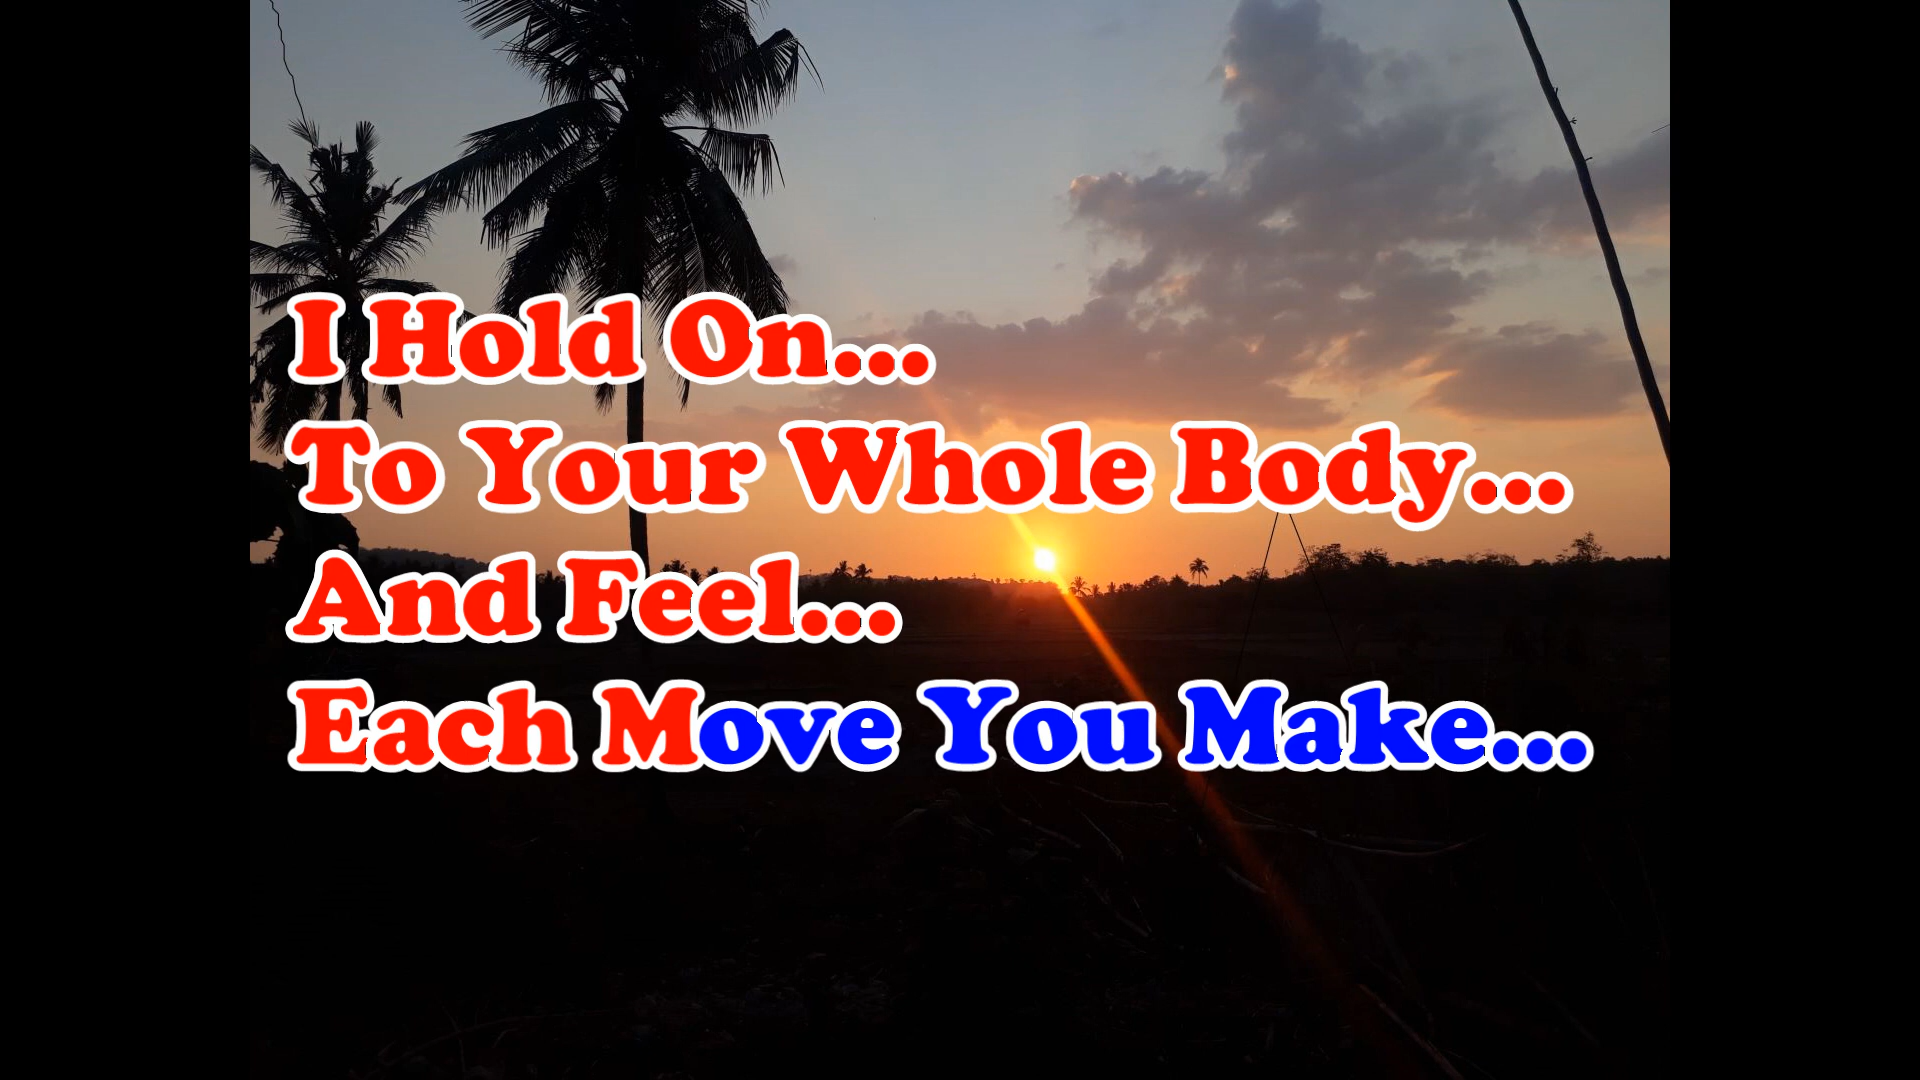 I Hold On...
To Your Whole Body...
And Feel...
Each Move You Make...